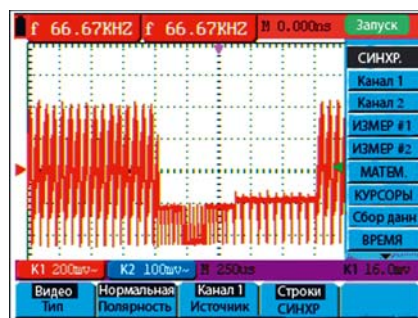 f 66.67KHZ f 66.67KHZ M 0.000ns Запуск
СИНХР.
Канал 1
Канал 2
ИЗМЕР #1
ИЗМЕР #2
МАТЕМ.
КУРСОРЫ
Сбор данн
ВРЕМЯ
K1 200mv~ K2 100mv~ M 250us K1 16.0mv
Видео Нормальная Канал 1 Строки
Тип Полярность Источник СИНХР